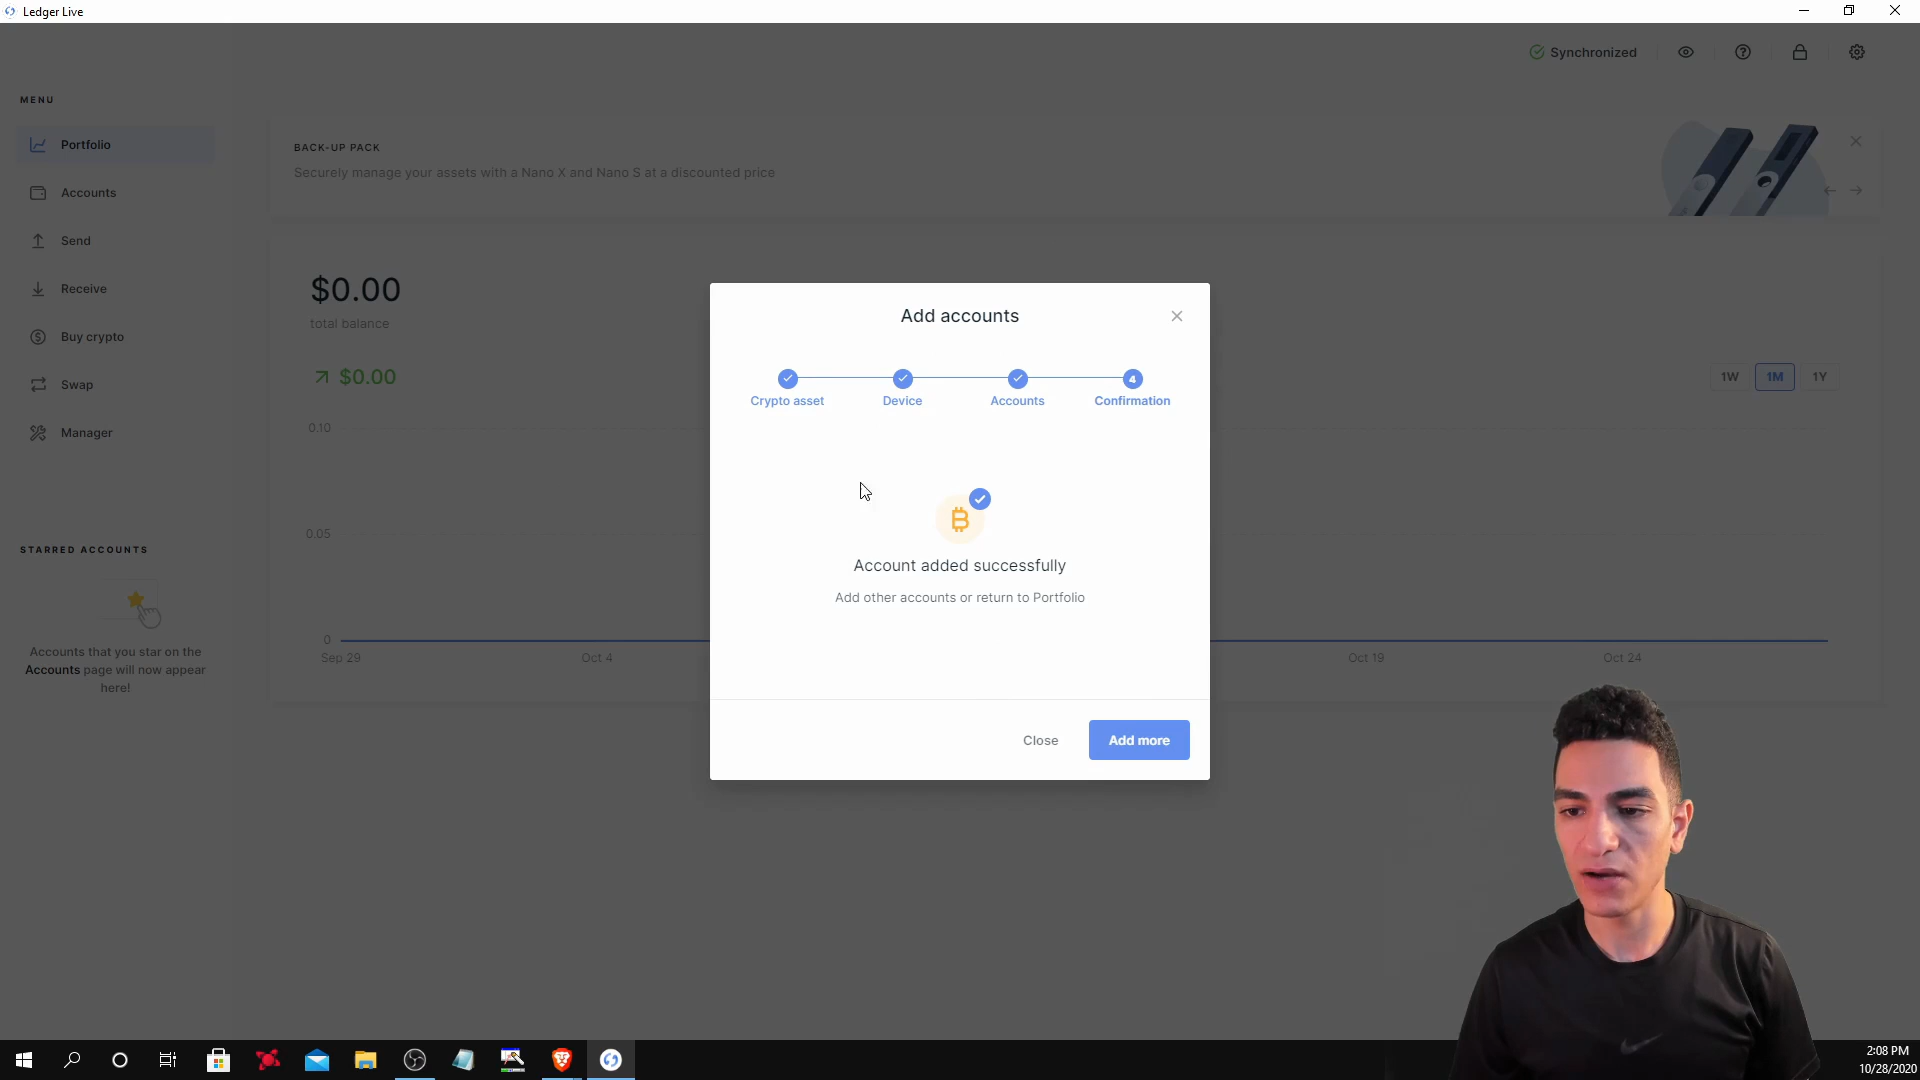 Ledger Live
Synchronized
MENU
Portfolio
Accounts
Send
Receive
Buy crypto
Swap
Manager
STARRED ACCOUNTS
Accounts that you star on the
Accounts page will now appear
here!
BACK-UP PACK
Securely manage your assets with a Nano X and Nano S at a discounted price
$0.00
total balance
$0.00
1W 1M 1Y
0.10
0.05
0
Sep 29 Oct 4 Oct 19 Oct 24
Add accounts
4
Crypto asset Device Accounts Confirmation
Account added successfully
Add other accounts or return to Portfolio
Close Add more
2:08 PM
10/28/2020